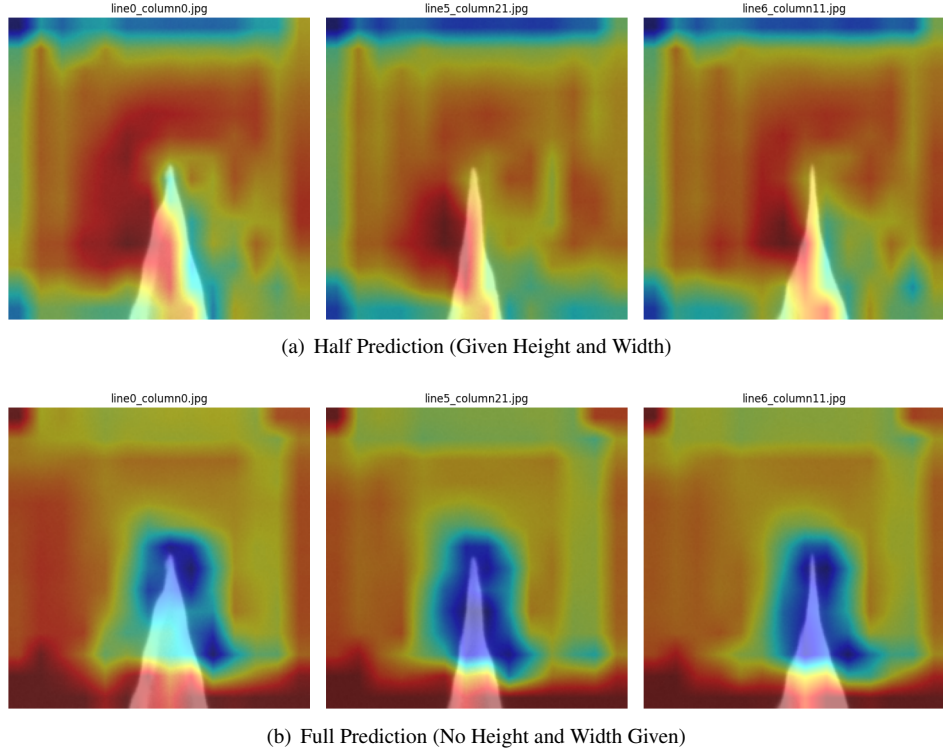 line0_column0.jpg line5_column21.jpg line6_column11.jpg
(a) Half Prediction (Given Height and Width)
line0_column0.jpg line5_column21.jpg line6_column11.jpg
(b) Full Prediction (No Height and Width Given)